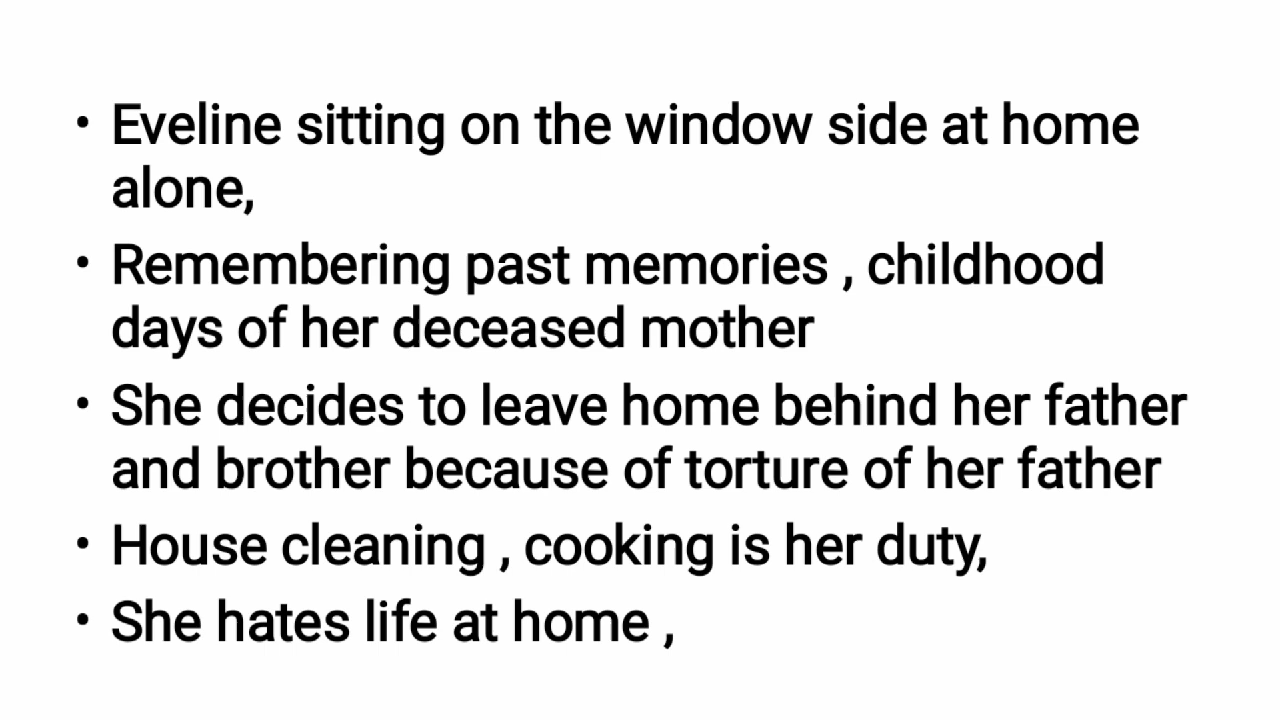 • Eveline sitting on the window side at home
alone,
• Remembering past memories , childhood
days of her deceased mother
• She decides to leave home behind her father
and brother because of torture of her father
• House cleaning , cooking is her duty,
• She hates life at home ,